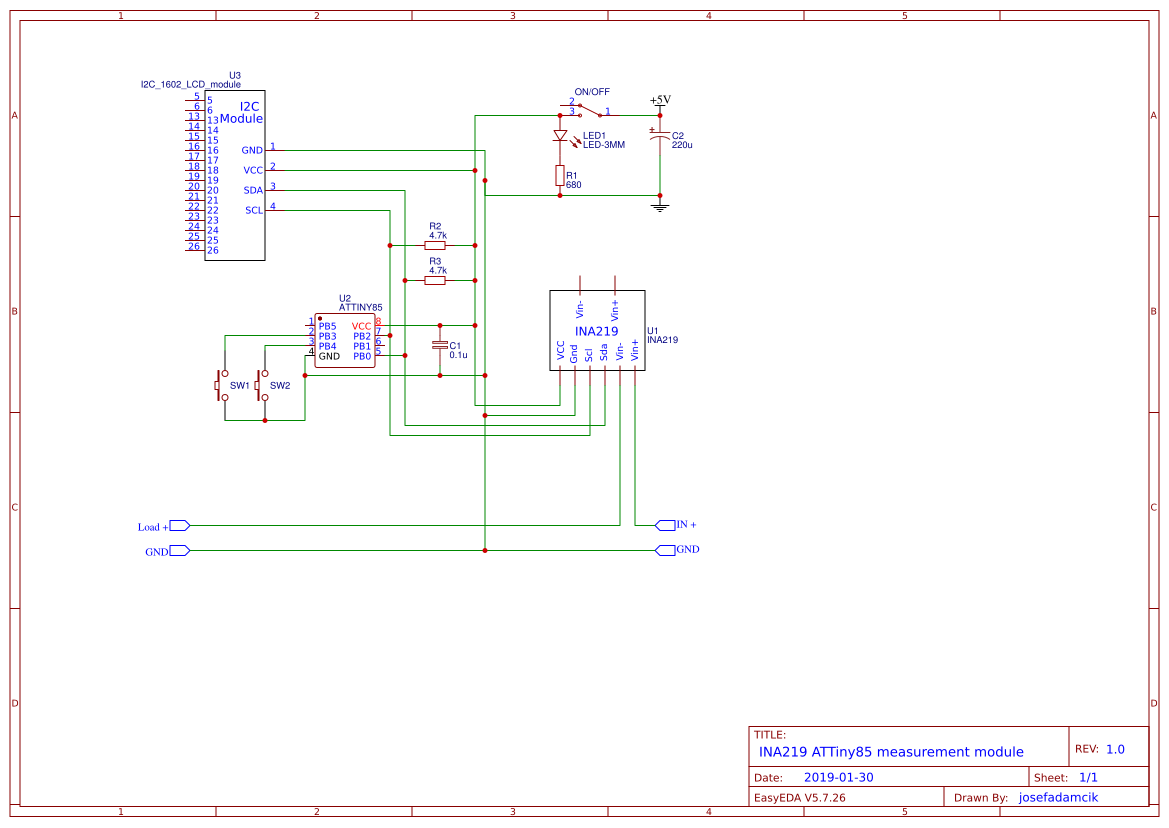 1 2 3 4 5
A A
B B
C C
D D
1 2 3 4 5
U3
I2C_1602_LCD_module
I2C
Module
5 5
6 6
13 13
14 14
15 15
16 16
17 17
18 18
19 19
20 20
21 21
22 22
23 23
24 24
25 25
26 26
GND 1
VCC 2
SDA 3
SCL 4
ON/OFF
2
3 1
+5V
+
C2
220u
LED1
LED-3MM
R1
680
R2
4.7k
R3
4.7k
U2
ATTINY85
1 PB5 VCC 8
2 PB3 PB2 7
3 PB4 PB1 6
4 GND PB0 5
C1
0.1u
SW1 SW2
Vin- Vin+
INA219
VCC Gnd Scl Sda Vin- Vin+
U1
INA219
Load + IN +
GND GND
TITLE:
INA219 ATTiny85 measurement module
REV: 1.0
Date: 2019-01-30
Sheet: 1/1
EasyEDA V5.7.26
Drawn By: josefadamcik